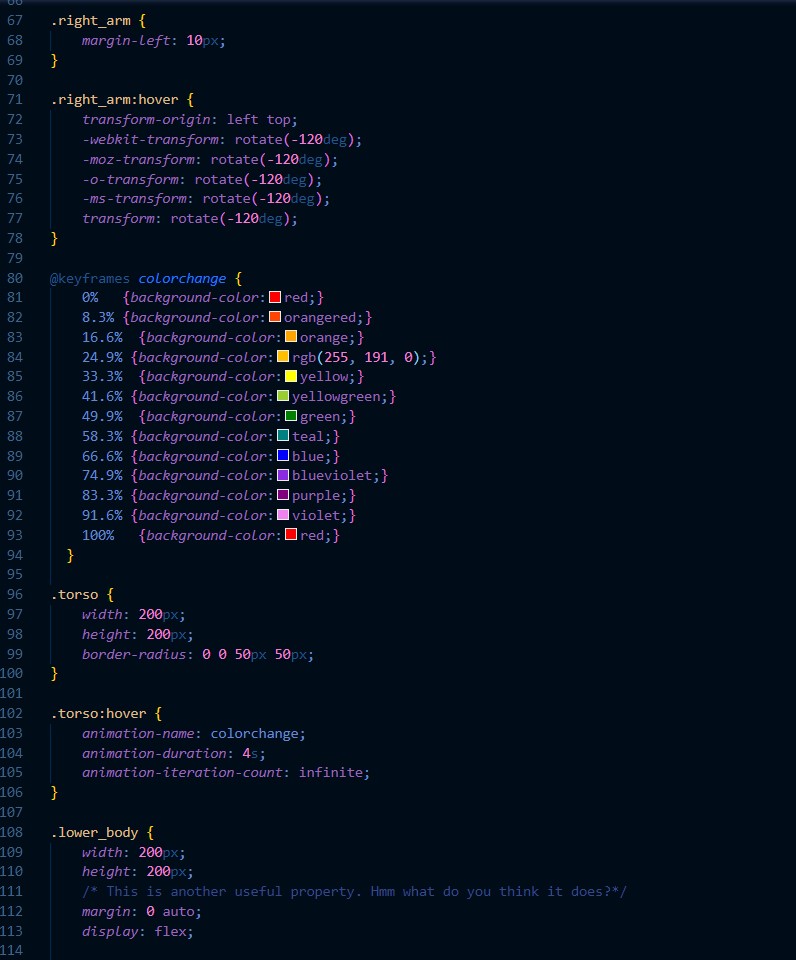 66
67 .right_arm {
68 margin-left: 10px;
69 }
70
71 .right_arm:hover {
72 transform-origin: left top;
73 -webkit-transform: rotate(-120deg);
74 -moz-transform: rotate(-120deg);
75 -o-transform: rotate(-120deg);
76 -ms-transform: rotate(-120deg);
77 transform: rotate(-120deg);
78 }
79
80 @keyframes colorchange {
81 0% {background-color: red;}
82 8.3% {background-color: orangered;}
83 16.6% {background-color: orange;}
84 24.9% {background-color: rgb(255, 191, 0);}
85 33.3% {background-color: yellow;}
86 41.6% {background-color: yellowgreen;}
87 49.9% {background-color: green;}
88 58.3% {background-color: teal;}
89 66.6% {background-color: blue;}
90 74.9% {background-color: blueviolet;}
91 83.3% {background-color: purple;}
92 91.6% {background-color: violet;}
93 100% {background-color: red;}
94 }
95
96 .torso {
97 width: 200px;
98 height: 200px;
99 border-radius: 0 0 50px 50px;
100 }
101
102 .torso:hover {
103 animation-name: colorchange;
104 animation-duration: 4s;
105 animation-iteration-count: infinite;
106 }
107
108 .lower_body {
109 width: 200px;
110 height: 200px;
111 /* This is another useful property. Hmm what do you think it does?*/
112 margin: 0 auto;
113 display: flex;
114